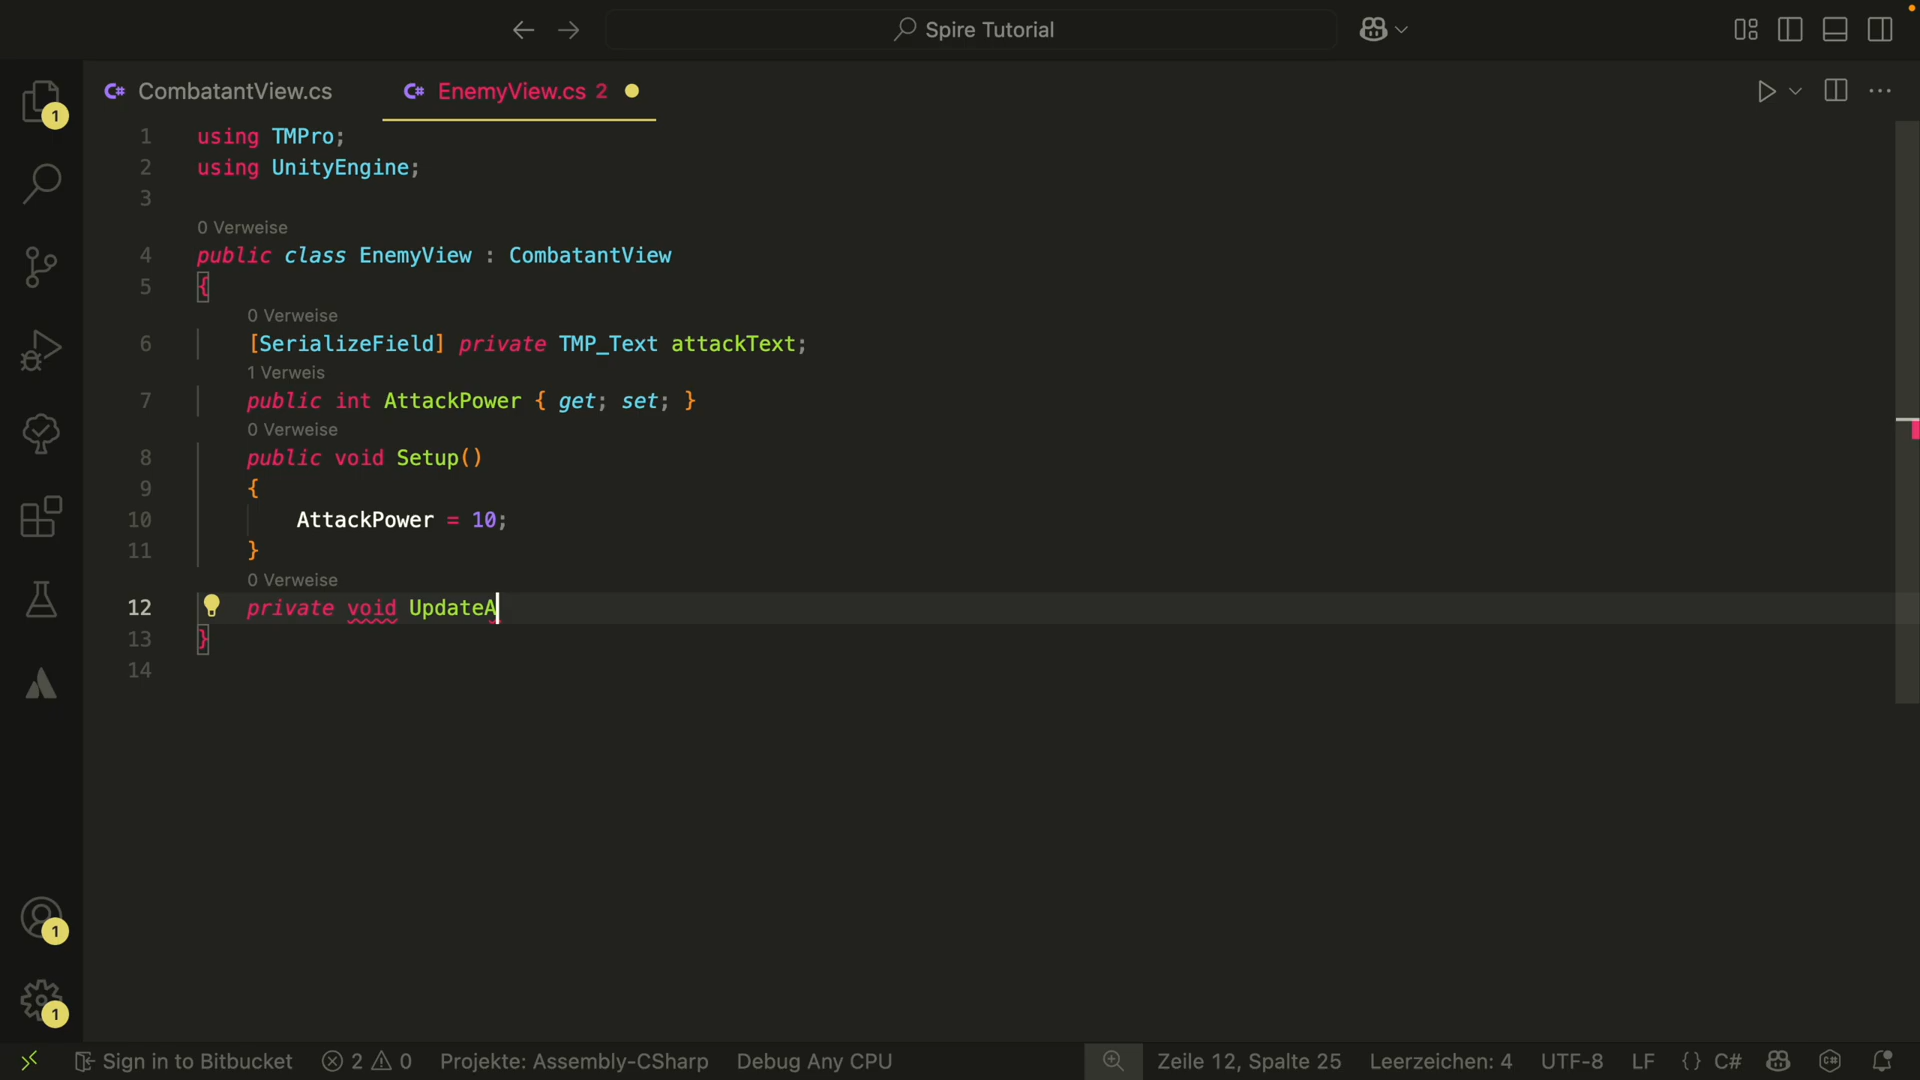 Spire Tutorial
CombatantView.cs
EnemyView.cs 2
1 using TMPro;
2 using UnityEngine;
3
0 Verweise
4 public class EnemyView : CombatantView
5 {
0 Verweise
6 [SerializeField] private TMP_Text attackText;
1 Verweis
7 public int AttackPower { get; set; }
0 Verweise
8 public void Setup()
9 {
10 AttackPower = 10;
11 }
0 Verweise
12 private void UpdateA
13 }
14
1
1
1
Sign in to Bitbucket 2 0 Projekte: Assembly-CSharp Debug Any CPU Zeile 12, Spalte 25 Leerzeichen: 4 UTF-8 LF {} C#